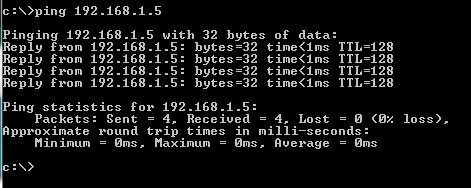 c:\>ping 192.168.1.5
Pinging 192.168.1.5 with 32 bytes of data:
Reply from 192.168.1.5: bytes=32 time<1ms TTL=128
Reply from 192.168.1.5: bytes=32 time<1ms TTL=128
Reply from 192.168.1.5: bytes=32 time<1ms TTL=128
Reply from 192.168.1.5: bytes=32 time<1ms TTL=128
Ping statistics for 192.168.1.5:
Packets: Sent = 4, Received = 4, Lost = 0 (0% loss),
Approximate round trip times in milli-seconds:
Minimum = 0ms, Maximum = 0ms, Average = 0ms
c:\>